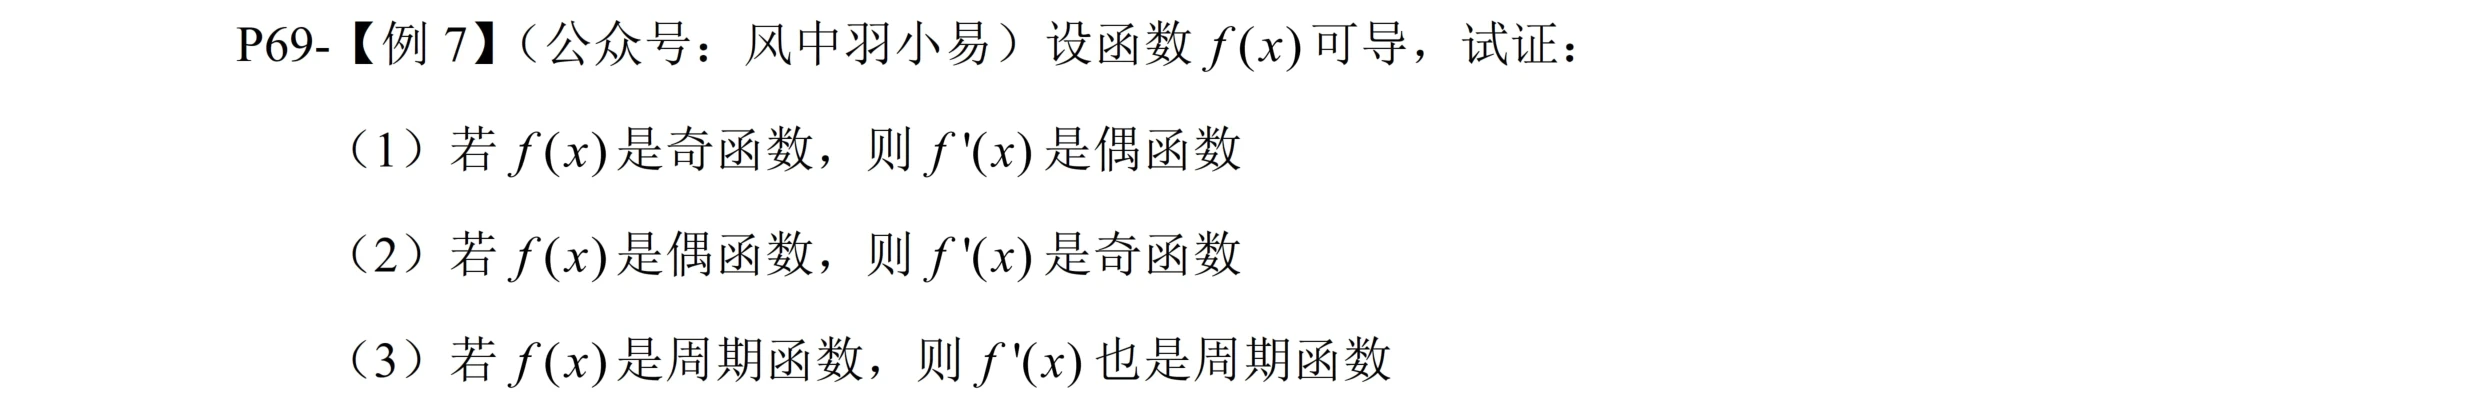 P69-【例 7】（公众号：风中羽小易）设函数 f(x)可导，试证：
（1）若 f(x)是奇函数，则 f'(x) 是偶函数
（2）若 f(x)是偶函数，则 f'(x) 是奇函数
（3）若 f(x)是周期函数，则 f'(x) 也是周期函数